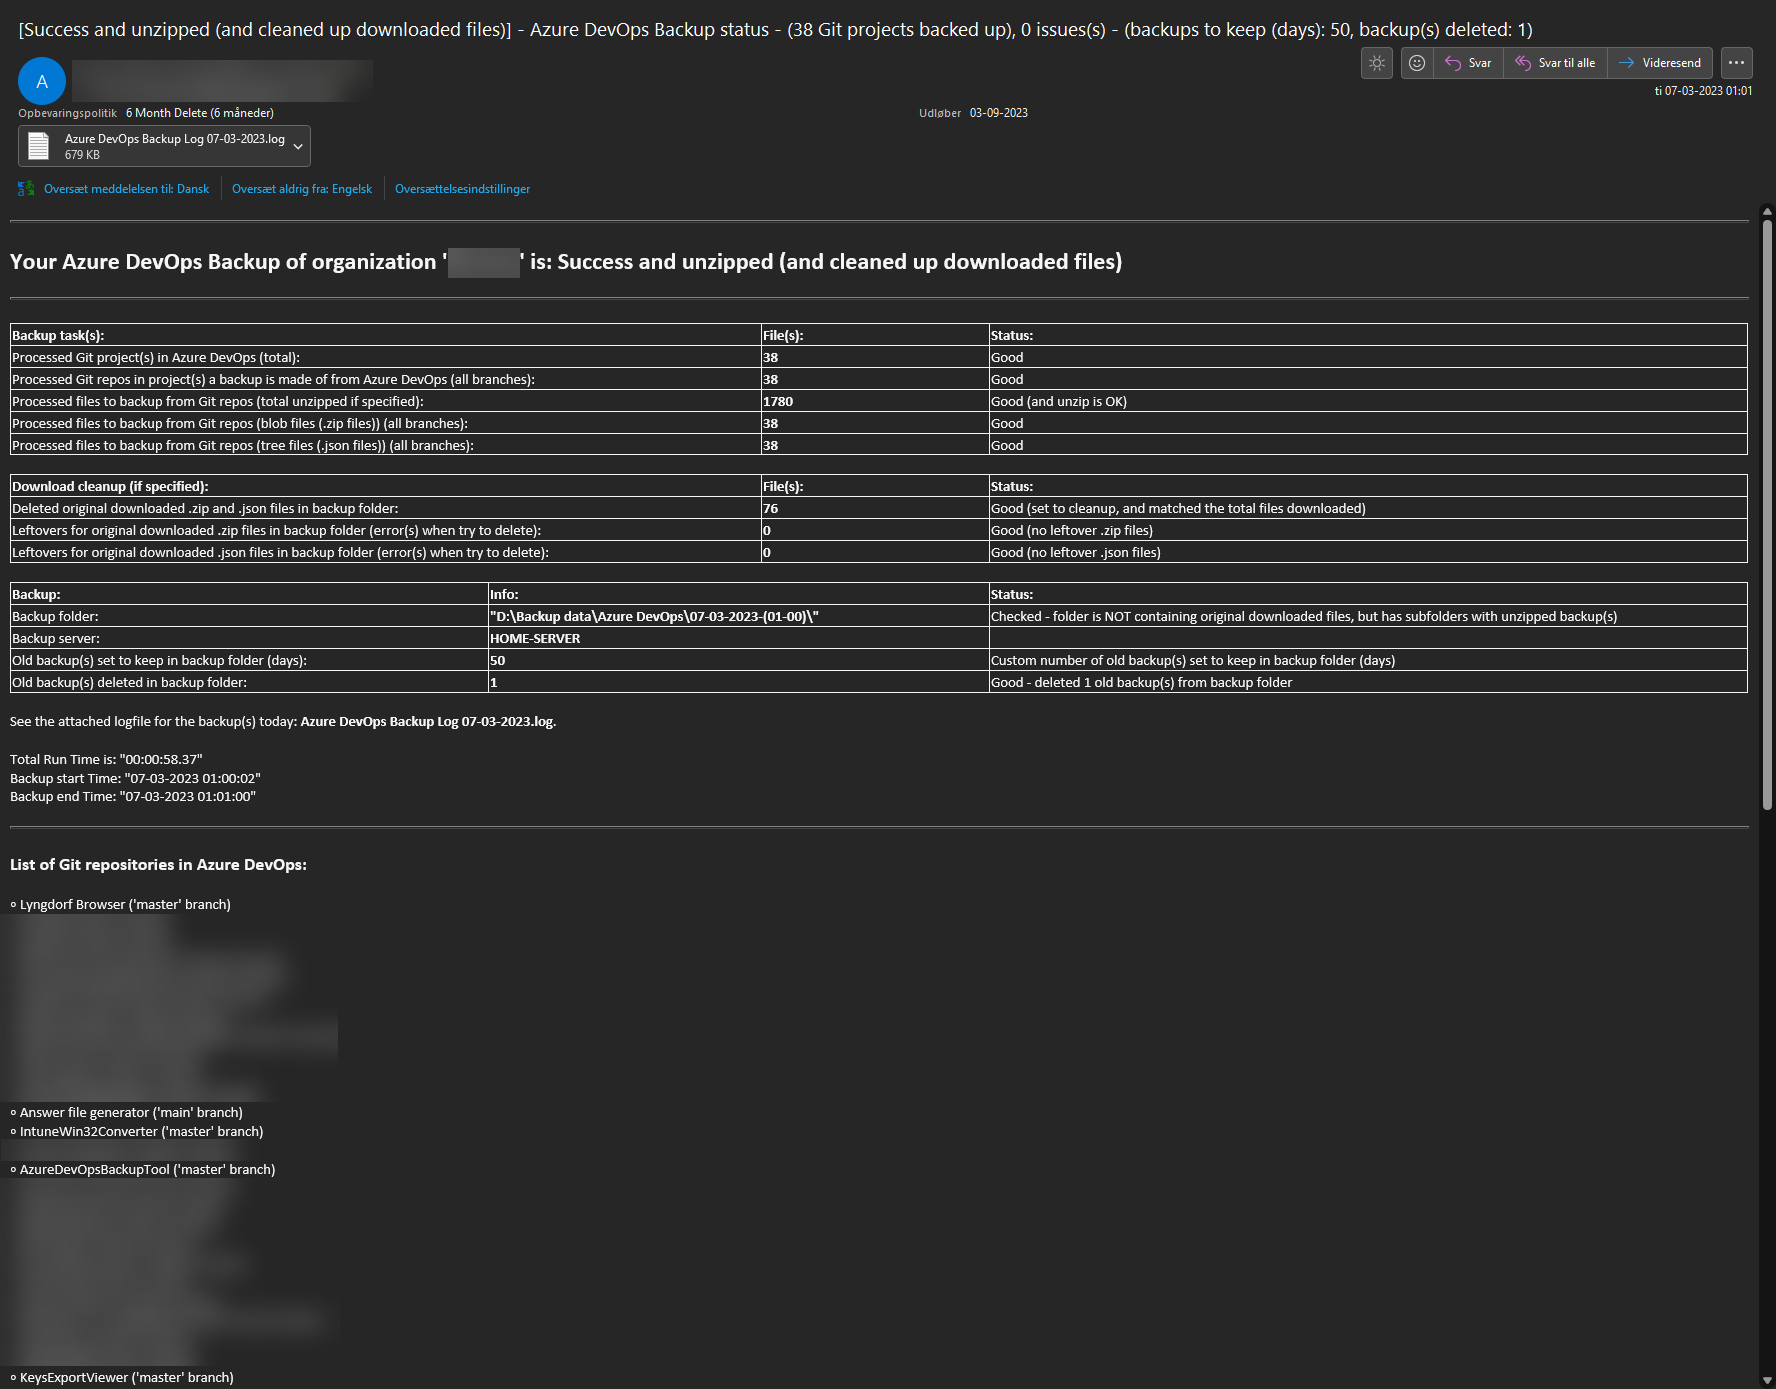 [Success and unzipped (and cleaned up downloaded files)] - Azure DevOps Backup status - (38 Git projects backed up), 0 issues(s) - (backups to keep (days): 50, backup(s) deleted: 1)
A
Svar
Svar til alle
Videresend
ti 07-03-2023 01:01
Opbevaringspolitik 6 Month Delete (6 måneder) Udløber 03-09-2023
Azure DevOps Backup Log 07-03-2023.log
679 KB
Oversæt meddelelsen til: Dansk Oversæt aldrig fra: Engelsk Oversættelsesindstillinger
Your Azure DevOps Backup of organization ' ' is: Success and unzipped (and cleaned up downloaded files)
Backup task(s): File(s): Status:
Processed Git project(s) in Azure DevOps (total): 38 Good
Processed Git repos in project(s) a backup is made of from Azure DevOps (all branches): 38 Good
Processed files to backup from Git repos (total unzipped if specified): 1780 Good (and unzip is OK)
Processed files to backup from Git repos (blob files (.zip files)) (all branches): 38 Good
Processed files to backup from Git repos (tree files (.json files)) (all branches): 38 Good
Download cleanup (if specified): File(s): Status:
Deleted original downloaded .zip and .json files in backup folder: 76 Good (set to cleanup, and matched the total files downloaded)
Leftovers for original downloaded .zip files in backup folder (error(s) when try to delete): 0 Good (no leftover .zip files)
Leftovers for original downloaded .json files in backup folder (error(s) when try to delete): 0 Good (no leftover .json files)
Backup: Info: Status:
Backup folder: "D:\Backup data\Azure DevOps\07-03-2023-(01-00)\" Checked - folder is NOT containing original downloaded files, but has subfolders with unzipped backup(s)
Backup server: HOME-SERVER
Old backup(s) set to keep in backup folder (days): 50 Custom number of old backup(s) set to keep in backup folder (days)
Old backup(s) deleted in backup folder: 1 Good - deleted 1 old backup(s) from backup folder
See the attached logfile for the backup(s) today: Azure DevOps Backup Log 07-03-2023.log.
Total Run Time is: "00:00:58.37"
Backup start Time: "07-03-2023 01:00:02"
Backup end Time: "07-03-2023 01:01:00"
List of Git repositories in Azure DevOps:
∘ Lyngdorf Browser ('master' branch)
∘ Answer file generator ('main' branch)
∘ IntuneWin32Converter ('master' branch)
∘ AzureDevOpsBackupTool ('master' branch)
∘ KeysExportViewer ('master' branch)